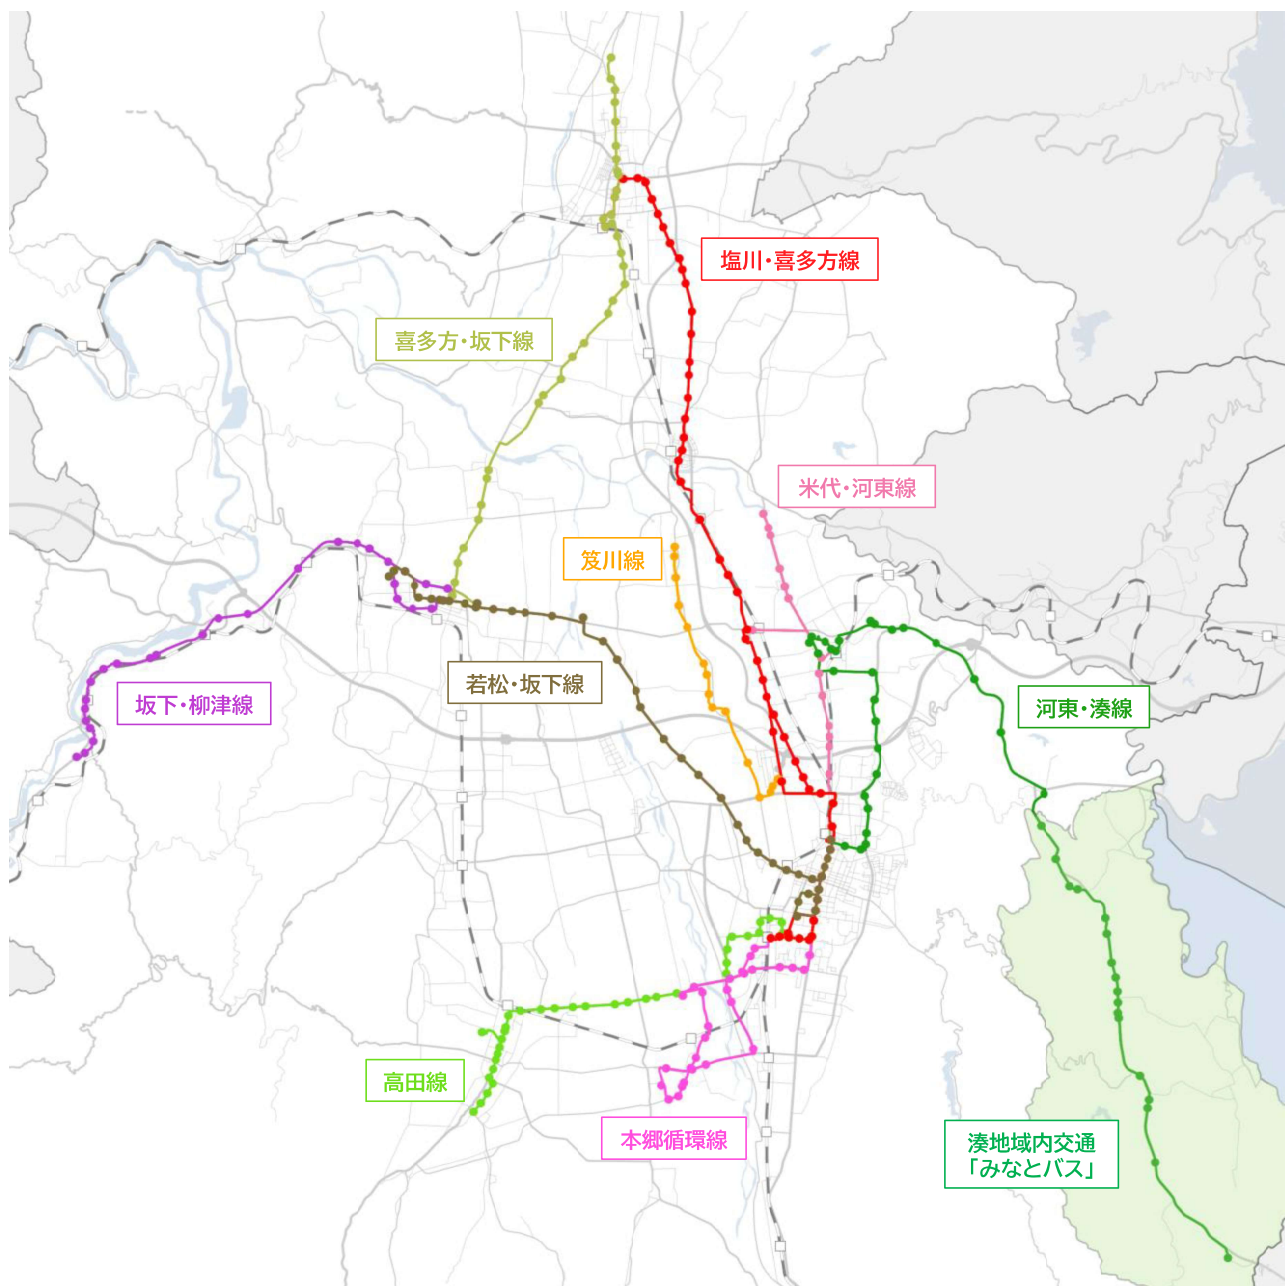 塩川・喜多方線
喜多方・坂下線
米代・河東線
笈川線
若松・坂下線
坂下・柳津線
河東・湊線
高田線
本郷循環線
湊地域内交通
「みなとバス」